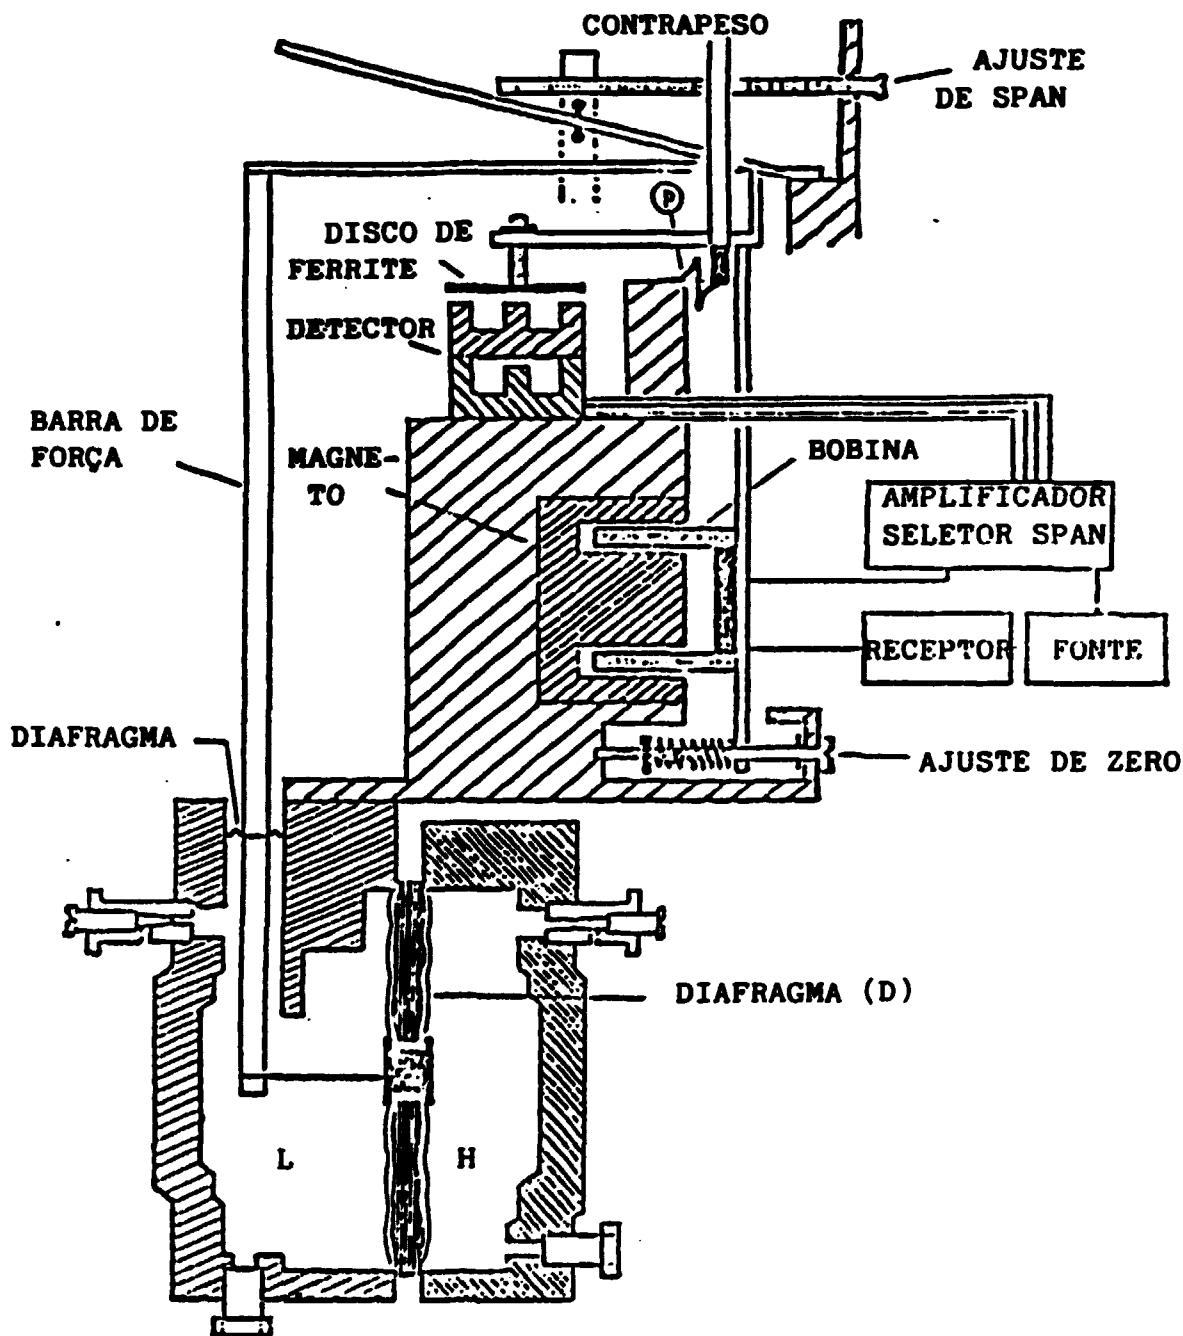 CONTRAPESO
AJUSTE
DE SPAN
P
DISCO DE
FERRITE
DETECTOR
BARRA DE
FORÇA
MAGNE-
TO
BOBINA
AMPLIFICADOR
SELETOR SPAN
RECEPTOR
FONTE
DIAFRAGMA
AJUSTE DE ZERO
DIAFRAGMA (D)
L
H